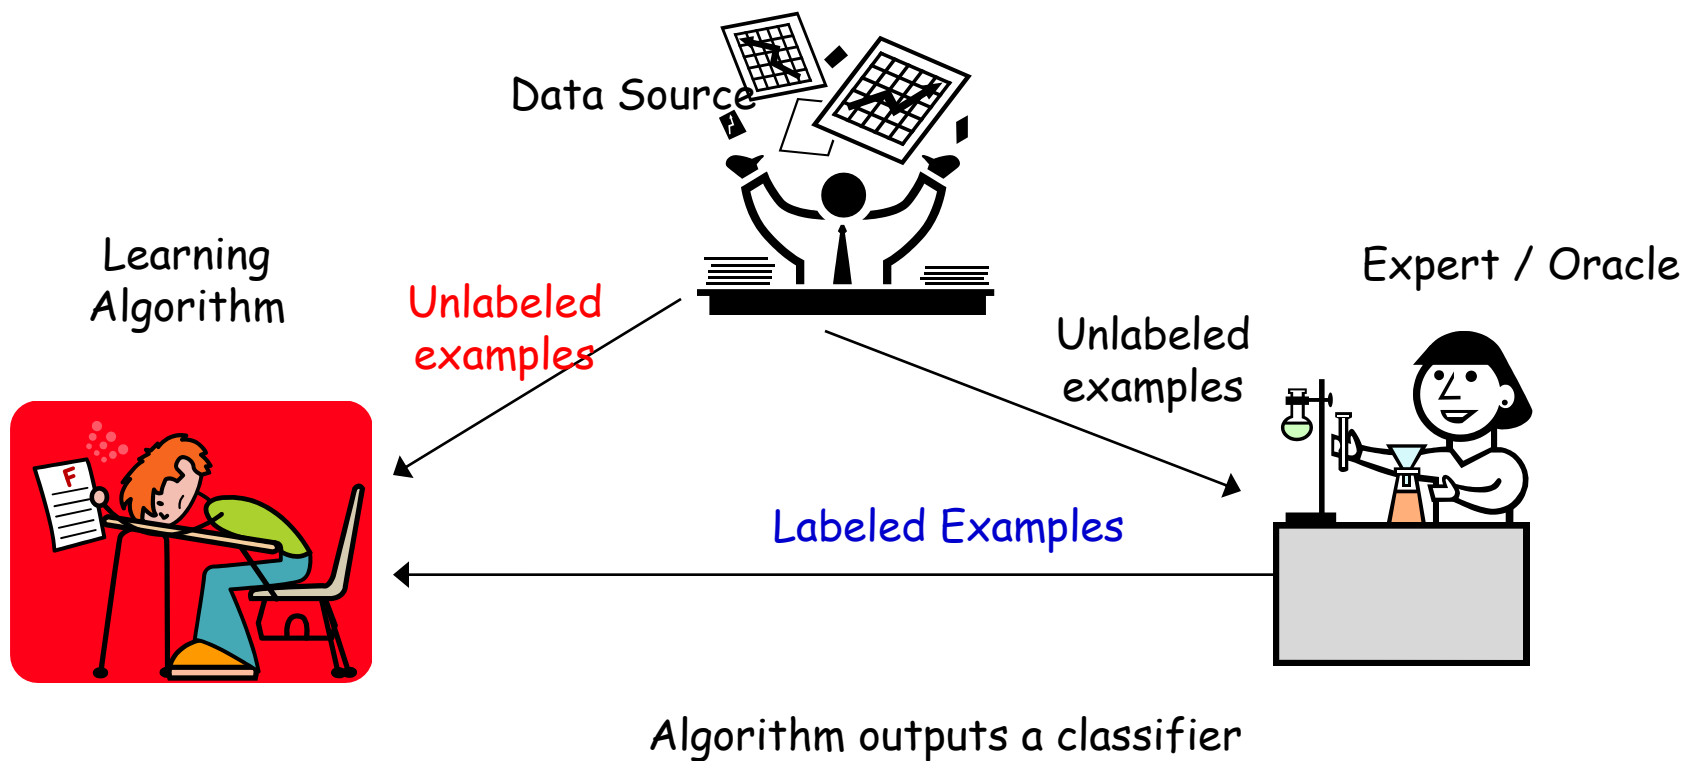 Data Source
Learning
Algorithm
Unlabeled
examples
Expert / Oracle
Unlabeled
examples
F
Labeled Examples
Algorithm outputs a classifier